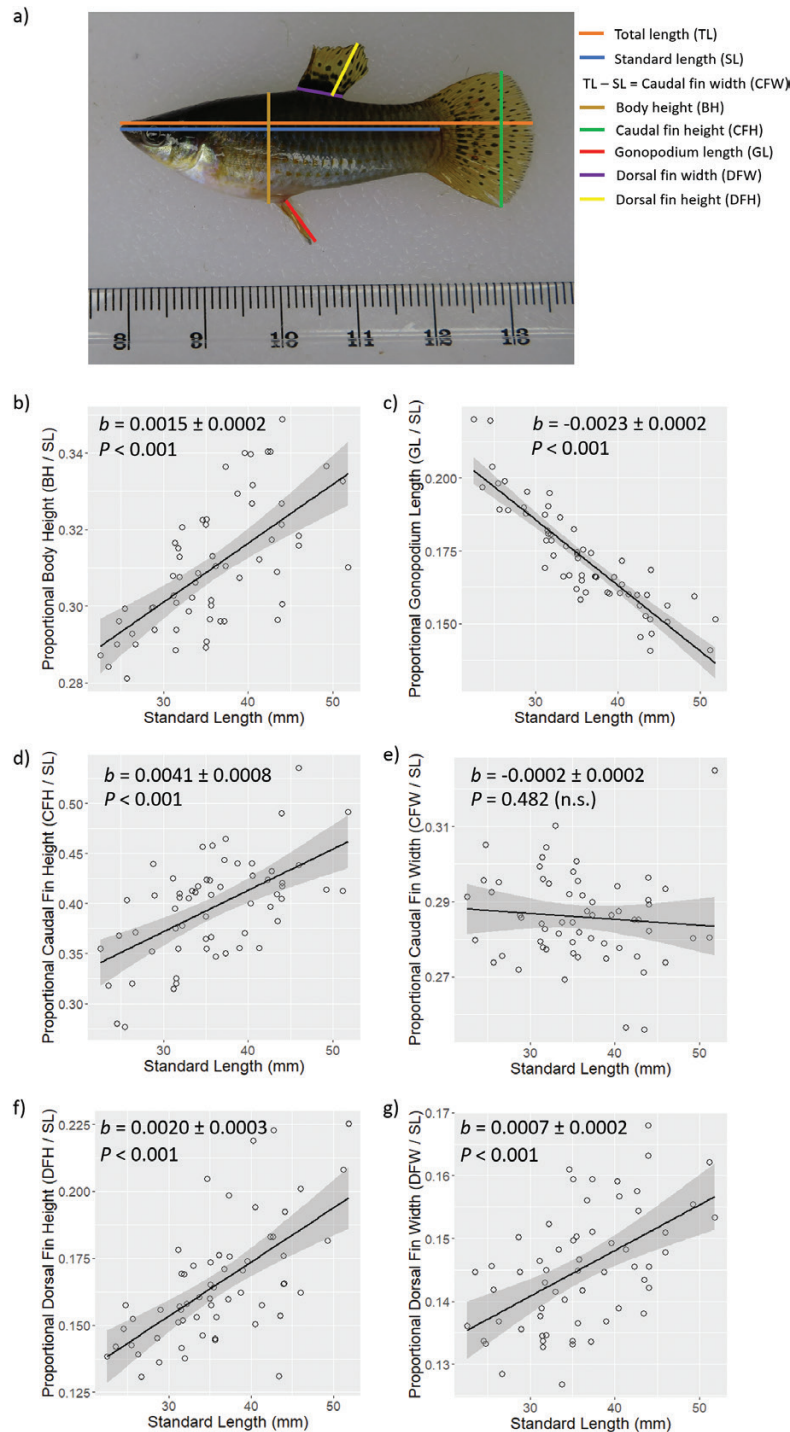 a)
Total length (TL)
Standard length (SL)
TL – SL = Caudal fin width (CFW)
Body height (BH)
Caudal fin height (CFH)
Gonopodium length (GL)
Dorsal fin width (DFW)
Dorsal fin height (DFH)
8 9 10 11 12 13
b)
b = 0.0015 ± 0.0002
P < 0.001
Proportional Body Height (BH / SL)
0.34
0.32
0.30
0.28
30 40 50
Standard Length (mm)
c)
b = -0.0023 ± 0.0002
P < 0.001
Proportional Gonopodium Length (GL / SL)
0.200
0.175
0.150
30 40 50
Standard Length (mm)
d)
b = 0.0041 ± 0.0008
P < 0.001
Proportional Caudal Fin Height (CFH / SL)
0.50
0.45
0.40
0.35
0.30
30 40 50
Standard Length (mm)
e)
b = -0.0002 ± 0.0002
P = 0.482 (n.s.)
Proportional Caudal Fin Width (CFW / SL)
0.31
0.29
0.27
30 40 50
Standard Length (mm)
f)
b = 0.0020 ± 0.0003
P < 0.001
Proportional Dorsal Fin Height (DFH / SL)
0.225
0.200
0.175
0.150
0.125
30 40 50
Standard Length (mm)
g)
b = 0.0007 ± 0.0002
P < 0.001
Proportional Dorsal Fin Width (DFW / SL)
0.17
0.16
0.15
0.14
0.13
30 40 50
Standard Length (mm)